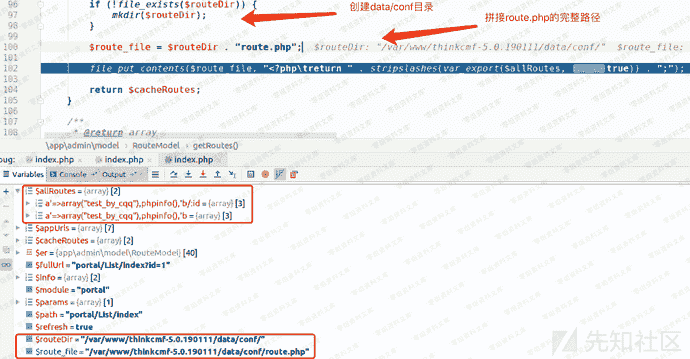 if (!file_exists($routeDir)) {
mkdir($routeDir);
}
创建data/conf目录
拼接route.php的完整路径
99
100
101
102
103
104
105
106
107
108
$route_file = $routeDir . "route.php"; $routeDir: "/var/www/thinkcmf-5.0.190111/data/conf/" $route_file:
file_put_contents($route_file, "<?php\treturn " . stripslashes(var_export($allRoutes, true)) . ";");
return $cacheRoutes;
}
/**
* @return array
\app\admin\model › RouteModel › getRoutes()
bug: index.php × index.php × index.php ×
Variables Console Output
$allRoutes = {array} [2]
a'=>array("test_by_cqq"),phpinfo(),'b/:id = {array} [3]
a'=>array("test_by_cqq"),phpinfo(),'b = {array} [3]
$appUrls = {array} [7]
$cacheRoutes = {array} [2]
$er = {app\admin\model\RouteModel} [40]
$fullUrl = "portal/List/index?id=1"
$info = {array} [2]
$module = "portal"
$params = {array} [1]
$path = "portal/List/index"
$refresh = true
$routeDir = "/var/www/thinkcmf-5.0.190111/data/conf/"
$route_file = "/var/www/thinkcmf-5.0.190111/data/conf/route.php"
先知社区